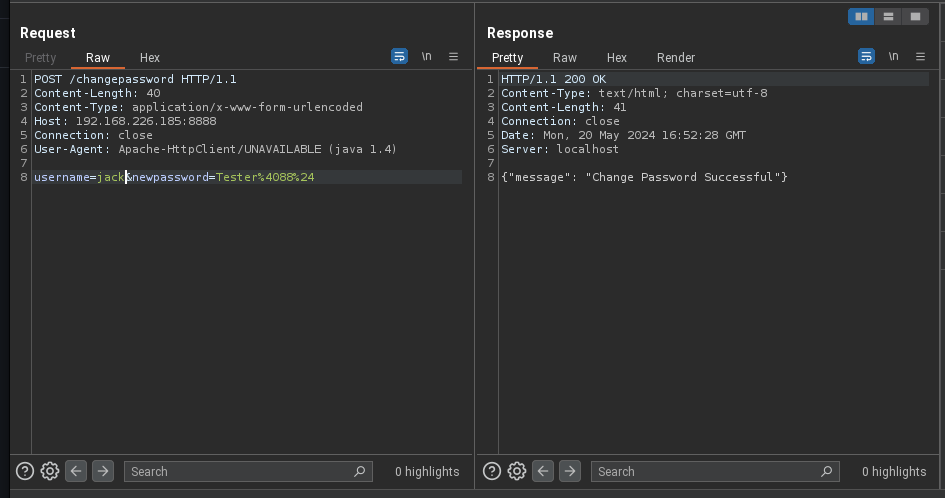 Request
Pretty Raw Hex \n
1 POST /changepassword HTTP/1.1
2 Content-Length: 40
3 Content-Type: application/x-www-form-urlencoded
4 Host: 192.168.226.185:8888
5 Connection: close
6 User-Agent: Apache-HttpClient/UNAVAILABLE (java 1.4)
7
8 username=jack&newpassword=Tester%4088%24
Search 0 highlights
Response
Pretty Raw Hex Render \n
1 HTTP/1.1 200 OK
2 Content-Type: text/html; charset=utf-8
3 Content-Length: 41
4 Connection: close
5 Date: Mon, 20 May 2024 16:52:28 GMT
6 Server: localhost
7
8 {"message": "Change Password Successful"}
Search 0 highlights